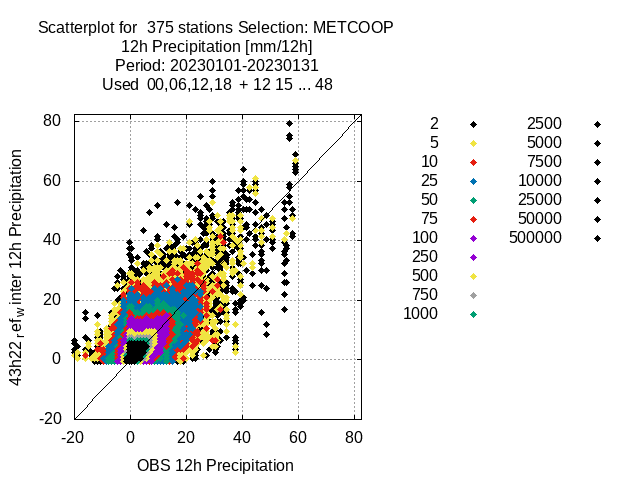 Scatterplot for 375 stations Selection: METCOOP
12h Precipitation [mm/12h]
Period: 20230101-20230131
Used 00,06,12,18 + 12 15 ... 48
43h22_ref_w inter 12h Precipitation
80
60
40
20
0
-20
-20 0 20 40 60 80
OBS 12h Precipitation
2 2500
5 5000
10 7500
25 10000
50 25000
75 50000
100 500000
250
500
750
1000